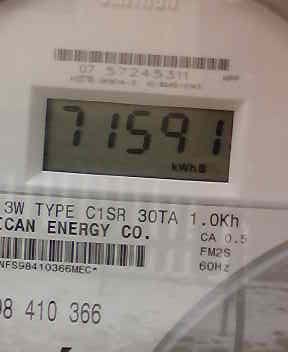 07 57245311
71591
kWh
3W TYPE C1SR 30TA 1.0Kh
ICAN ENERGY CO.
CA 0.5
FM2S
60Hz
NFS98410366MEC*
98 410 366